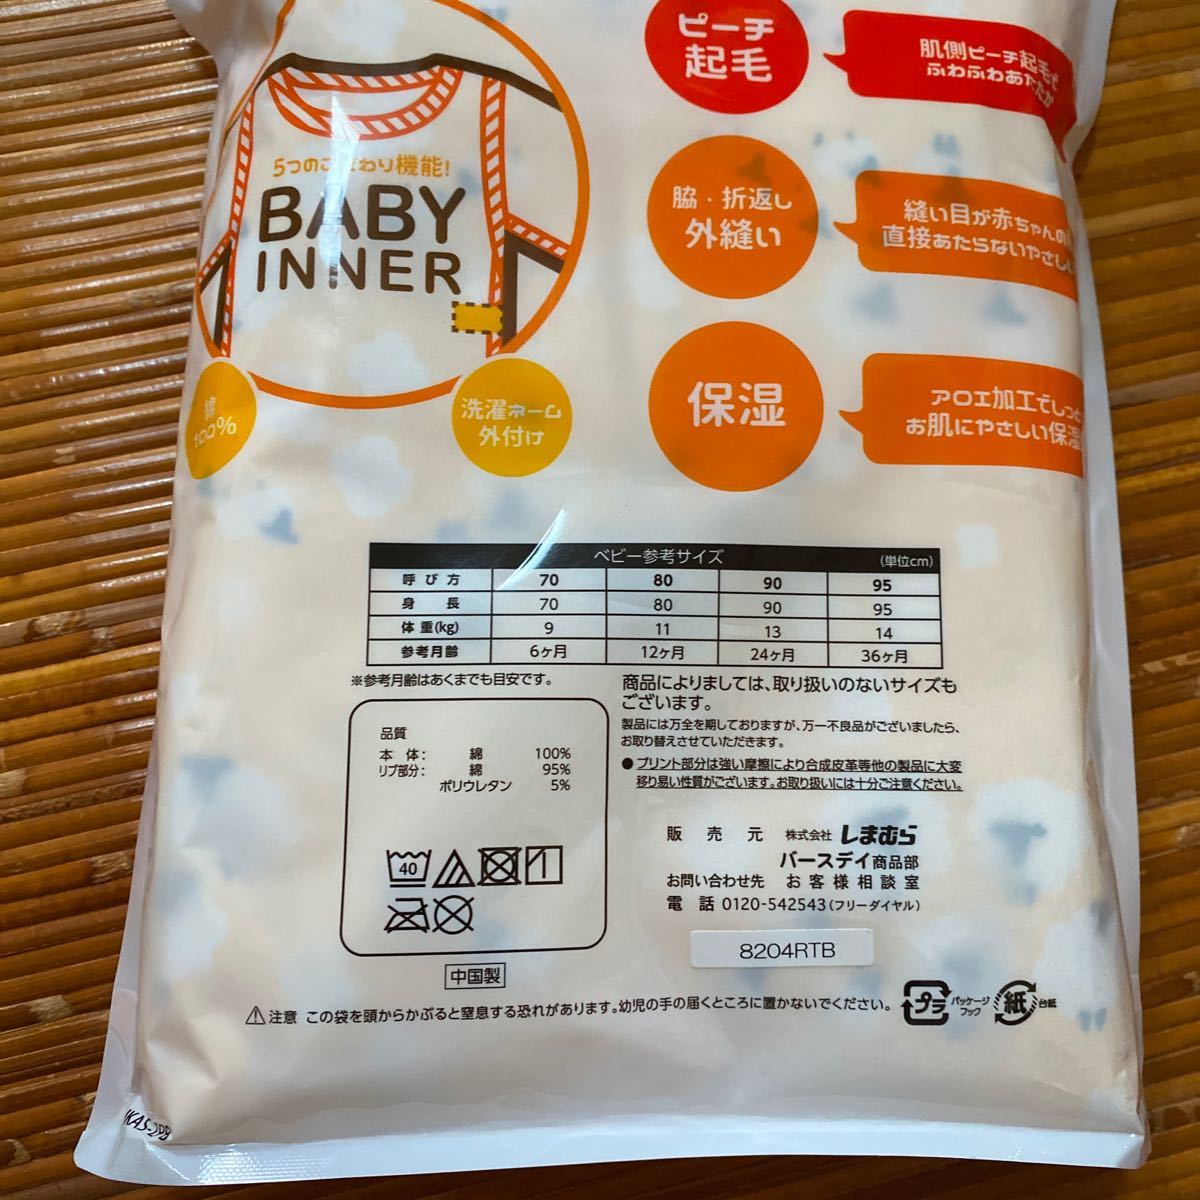 ピーチ
起毛
肌側ピーチ起毛で
ふわふわあたたか
5つのこだわり機能!
BABY
INNER
脇・折返し
外縫い
縫い目が赤ちゃんの
直接あたらないやさし
綿
100%
洗濯ネーム
外付け
保湿
アロエ加工でしっ
お肌にやさしい保湿
ベビー参考サイズ (単位cm)
呼び方 70 80 90 95
身長 70 80 90 95
体重(kg) 9 11 13 14
参考月齢 6ヶ月 12ヶ月 24ヶ月 36ヶ月
※参考月齢はあくまでも目安です。
商品によりましては、取り扱いのないサイズも
ございます。
製品には万全を期しておりますが、万一不良品がございましたら、
お取り替えさせていただきます。
●プリント部分は強い摩擦により合成皮革等他の製品に大変
移り易い性質がございます。お取り扱いには十分ご注意ください。
品質
本体: 綿 100%
リブ部分: 綿 95%
ポリウレタン 5%
40
販売元 株式会社 しまむら
バースデイ商品部
お問い合わせ先 お客様相談室
電話 0120-542543(フリーダイヤル)
8204RTB
中国製
⚠注意 この袋を頭からかぶると窒息する恐れがあります。幼児の手の届くところに置かないでください。
プラ パッケージ
フック
紙 台紙